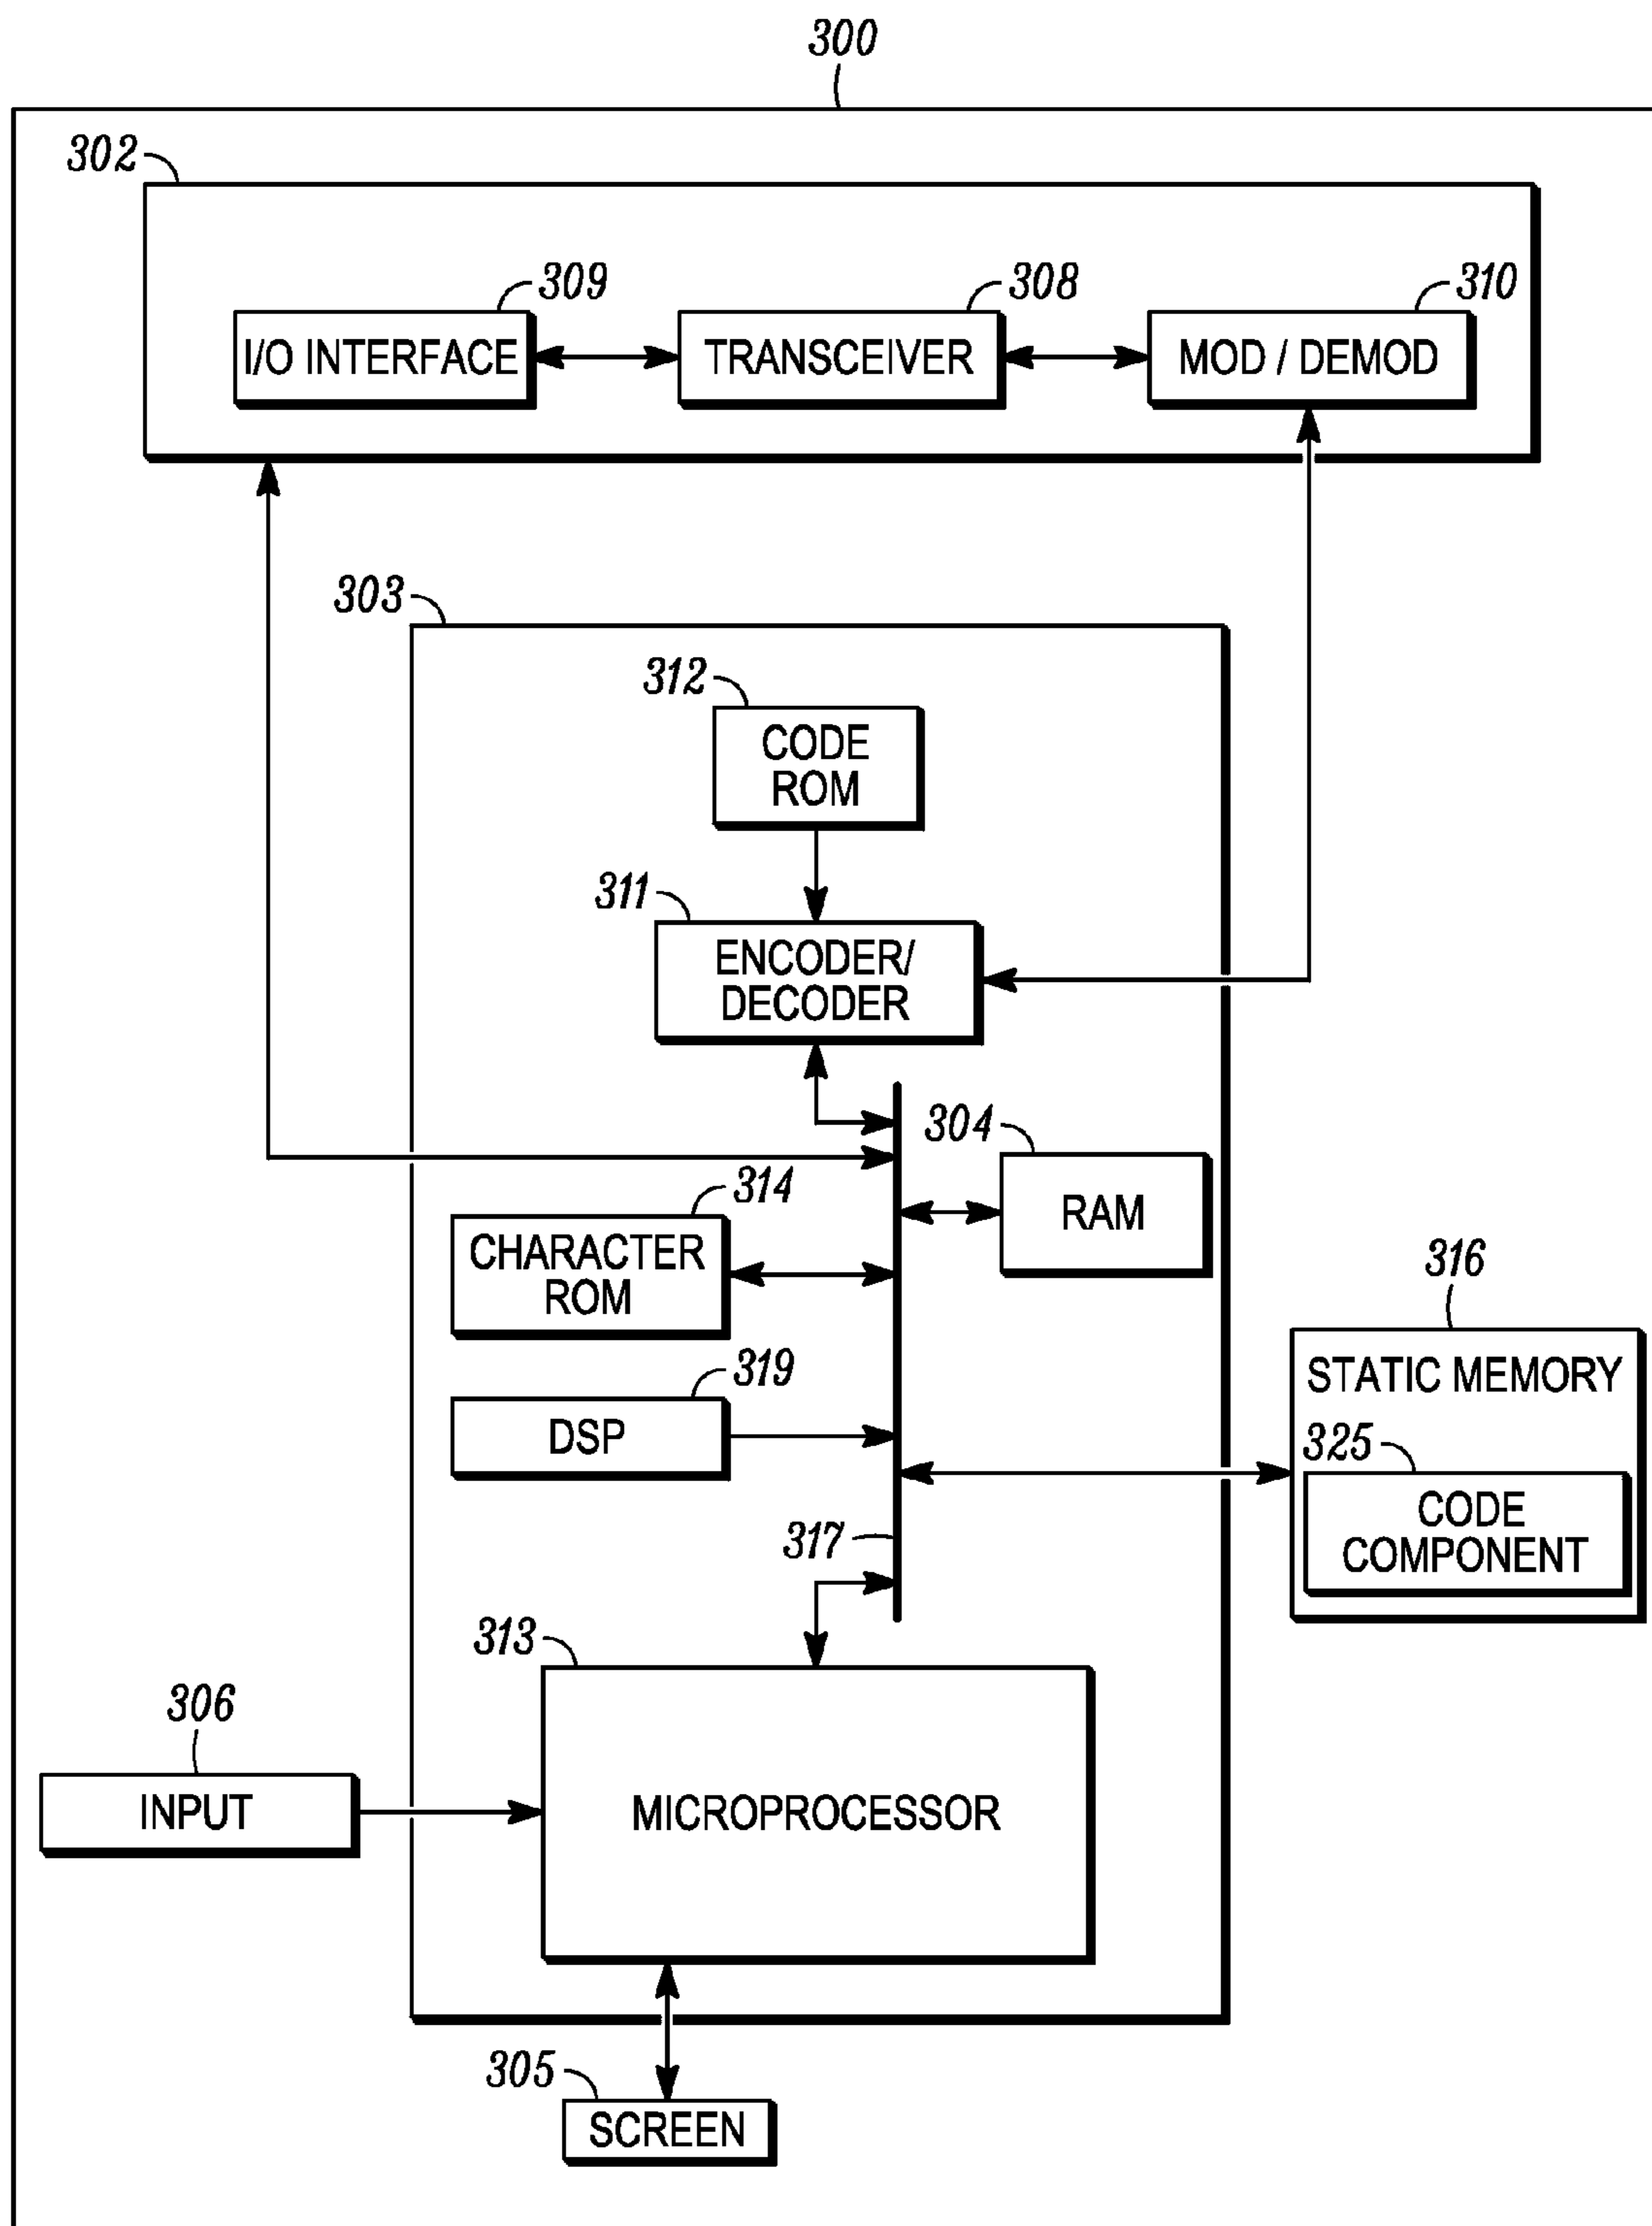 300
302
309
308
310
I/O INTERFACE
TRANSCEIVER
MOD / DEMOD
303
312
CODE
ROM
311
ENCODER/
DECODER
304
RAM
314
CHARACTER
ROM
316
STATIC MEMORY
319
DSP
325
CODE
COMPONENT
317
313
MICROPROCESSOR
306
INPUT
305
SCREEN